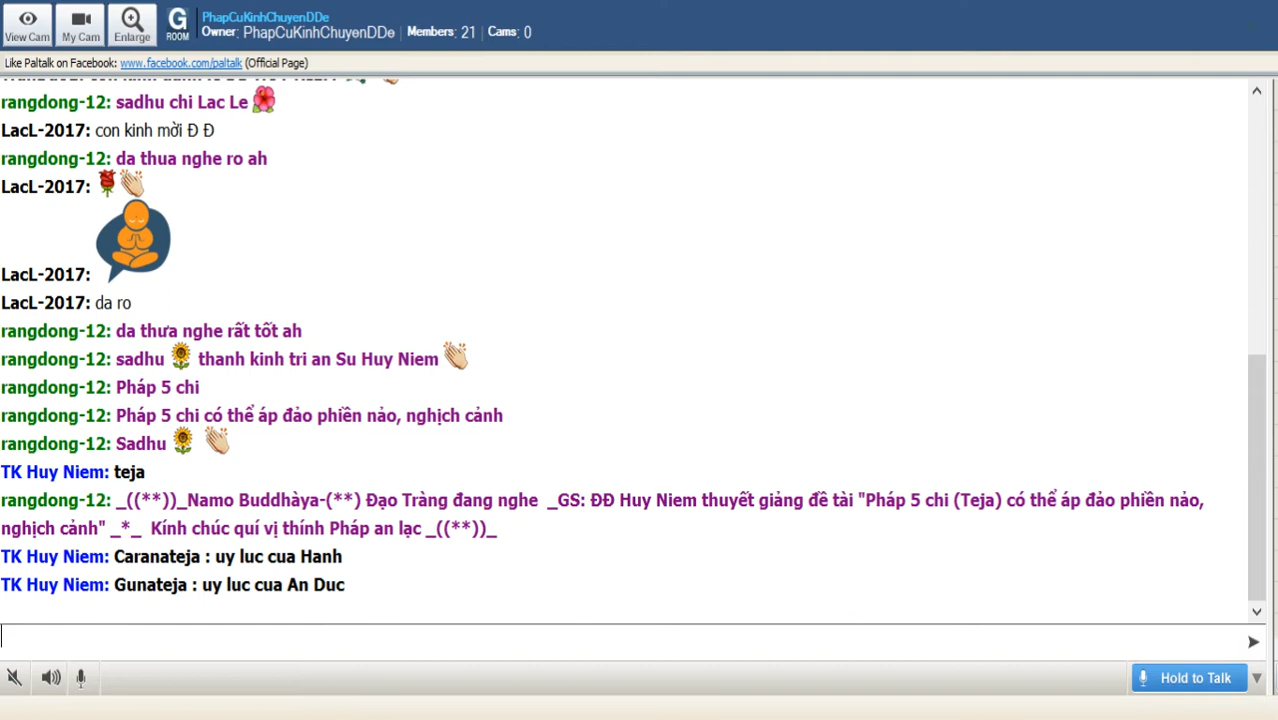 PhapCuKinhChuyenDDe
Owner: PhapCuKinhChuyenDDe Members: 21 Cams: 0
View Cam
My Cam
Enlarge
G
ROOM
Like Paltalk on Facebook: www.facebook.com/paltalk (Official Page)
rangdong-12: sadhu chi Lac Le
LacL-2017: con kinh mời Đ Đ
rangdong-12: da thua nghe ro ah
LacL-2017:
LacL-2017:
LacL-2017: da ro
rangdong-12: da thưa nghe rất tốt ah
rangdong-12: sadhu thanh kinh tri an Su Huy Niem
rangdong-12: Pháp 5 chi
rangdong-12: Pháp 5 chi có thể áp đảo phiền nảo, nghịch cảnh
rangdong-12: Sadhu
TK Huy Niem: teja
rangdong-12: _((**))_Namo Buddhàya-(**) Đạo Tràng đang nghe _GS: ĐĐ Huy Niem thuyết giảng đề tài "Pháp 5 chi (Teja) có thể áp đảo phiền nảo,
nghịch cảnh" _*_ Kính chúc quí vị thính Pháp an lạc _((**))_
TK Huy Niem: Caranateja : uy luc cua Hanh
TK Huy Niem: Gunateja : uy luc cua An Duc
Hold to Talk